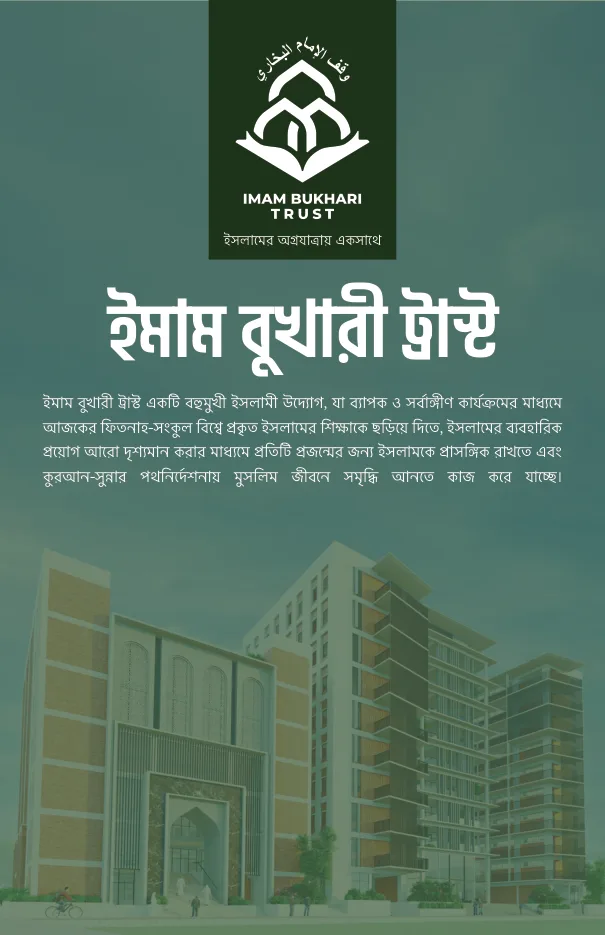 وقف الإمام البخاري
IMAM BUKHARI
TRUST
ইসলামের অগ্রযাত্রায় একসাথে
ইমাম বুখারী ট্রাস্ট
ইমাম বুখারী ট্রাস্ট একটি বহুমুখী ইসলামী উদ্যোগ, যা ব্যাপক ও সর্বাঙ্গীণ কার্যক্রমের মাধ্যমে
আজকের ফিতনাহ-সংকুল বিশ্বে প্রকৃত ইসলামের শিক্ষাকে ছড়িয়ে দিতে, ইসলামের ব্যবহারিক
প্রয়োগ আরো দৃশ্যমান করার মাধ্যমে প্রতিটি প্রজন্মের জন্য ইসলামকে প্রাসঙ্গিক রাখতে এবং
কুরআন-সুন্নার পথনির্দেশনায় মুসলিম জীবনে সমৃদ্ধি আনতে কাজ করে যাচ্ছে।